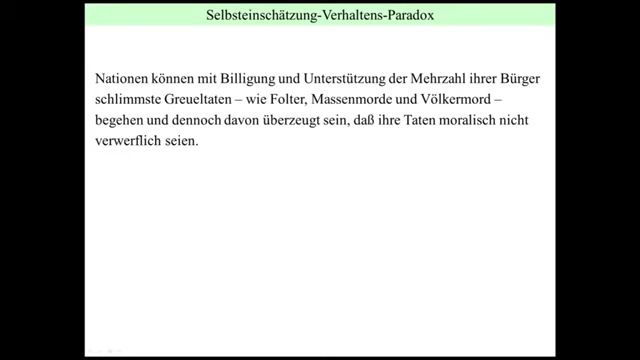 Selbsteinschätzung-Verhaltens-Paradox
Nationen können mit Billigung und Unterstützung der Mehrzahl ihrer Bürger
schlimmste Greueltaten – wie Folter, Massenmorde und Völkermord –
begehen und dennoch davon überzeugt sein, daß ihre Taten moralisch nicht
verwerflich seien.